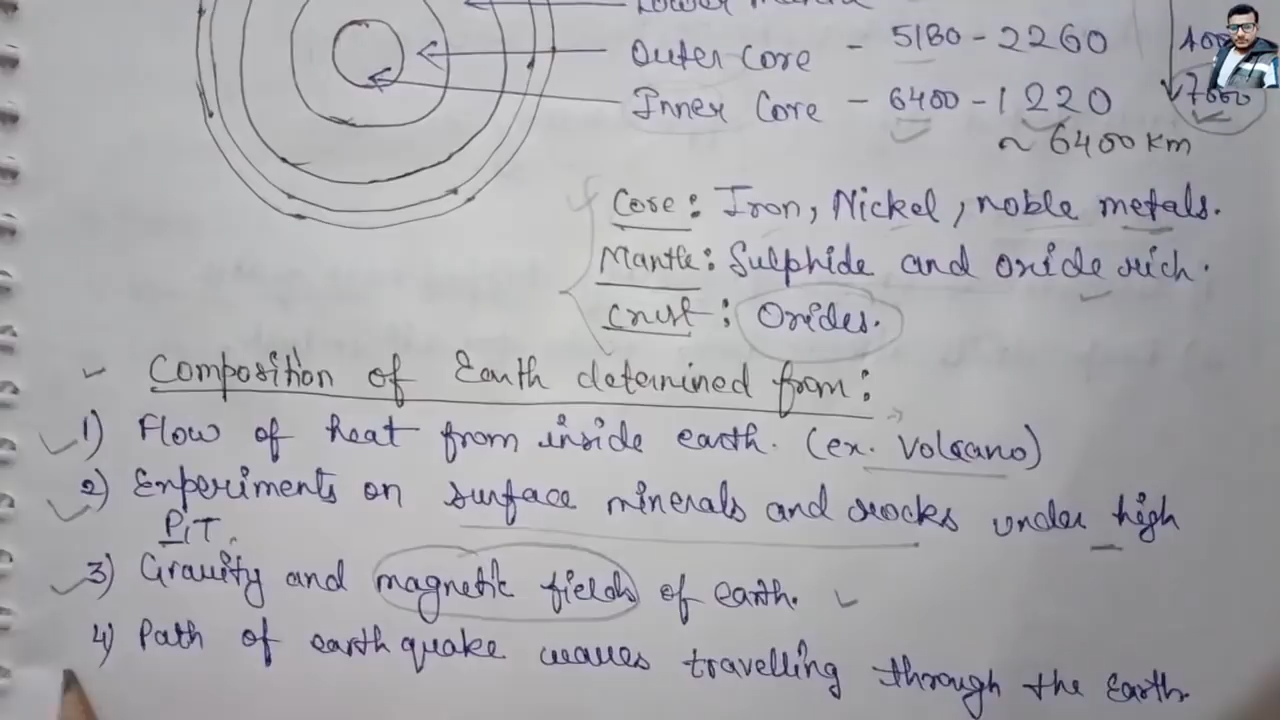 Lower Mantle
Outer Core - 5180 - 2260
Inner Core - 6400 - 1220
7000
~ 6400 km
Core: Iron, Nickel, noble metals.
Mantle: Sulphide and oxide rich.
Crust: Oxides.
Composition of Earth determined from:
1) Flow of heat from inside earth. (ex. Volcano)
2) Experiments on surface minerals and rocks under high
P,T,
3) Gravity and magnetic fields of earth.
4) Path of earthquake waves travelling through the Earth